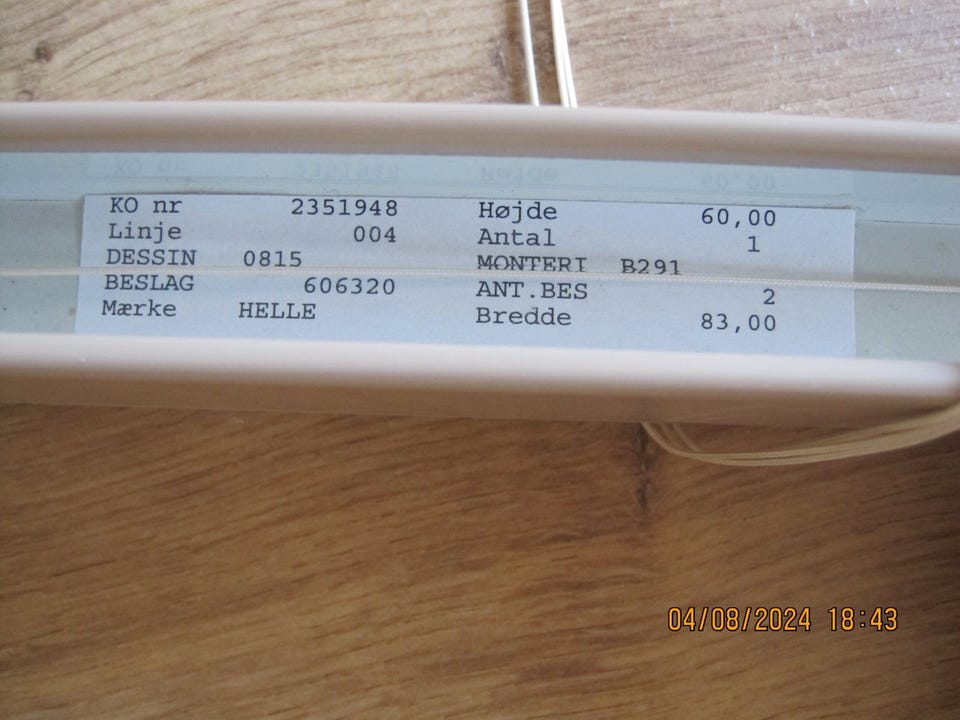 KO nr 2351948 Højde 60,00
Linje 004 Antal 1
DESSIN 0815 MONTERI B291
BESLAG 606320 ANT.BES 2
Mærke HELLE Bredde 83,00
04/08/2024 18:43